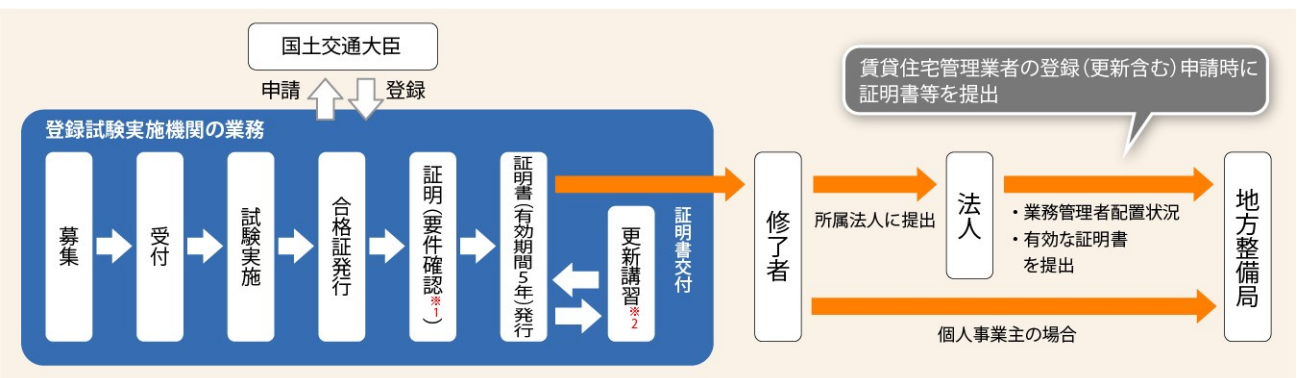 国土交通大臣
申請
登録
賃貸住宅管理業者の登録（更新含む）申請時に
証明書等を提出
登録試験実施機関の業務
募集
受付
試験実施
合格証発行
証明（要件確認※1）
証明書（有効期間5年）発行
更新講習※2
証明書交付
修了者
所属法人に提出
法人
・業務管理者配置状況
・有効な証明書
を提出
個人事業主の場合
地方整備局